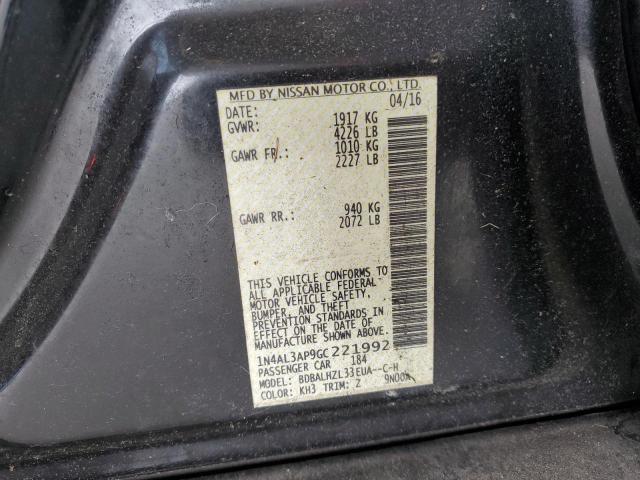 MFD BY NISSAN MOTOR CO., LTD.
DATE: 04/16
GVWR: 1917 KG
4226 LB
GAWR FR.: 1010 KG
2227 LB
GAWR RR.: 940 KG
2072 LB
THIS VEHICLE CONFORMS TO
ALL APPLICABLE FEDERAL
MOTOR VEHICLE SAFETY,
BUMPER, AND THEFT
PREVENTION STANDARDS IN
EFFECT ON THE DATE OF
MANUFACTURE SHOWN ABOVE.
1N4AL3AP9GC221992
PASSENGER CAR 184
MODEL: BDBALHZL33EUA--C-H
COLOR: KH3 TRIM: Z